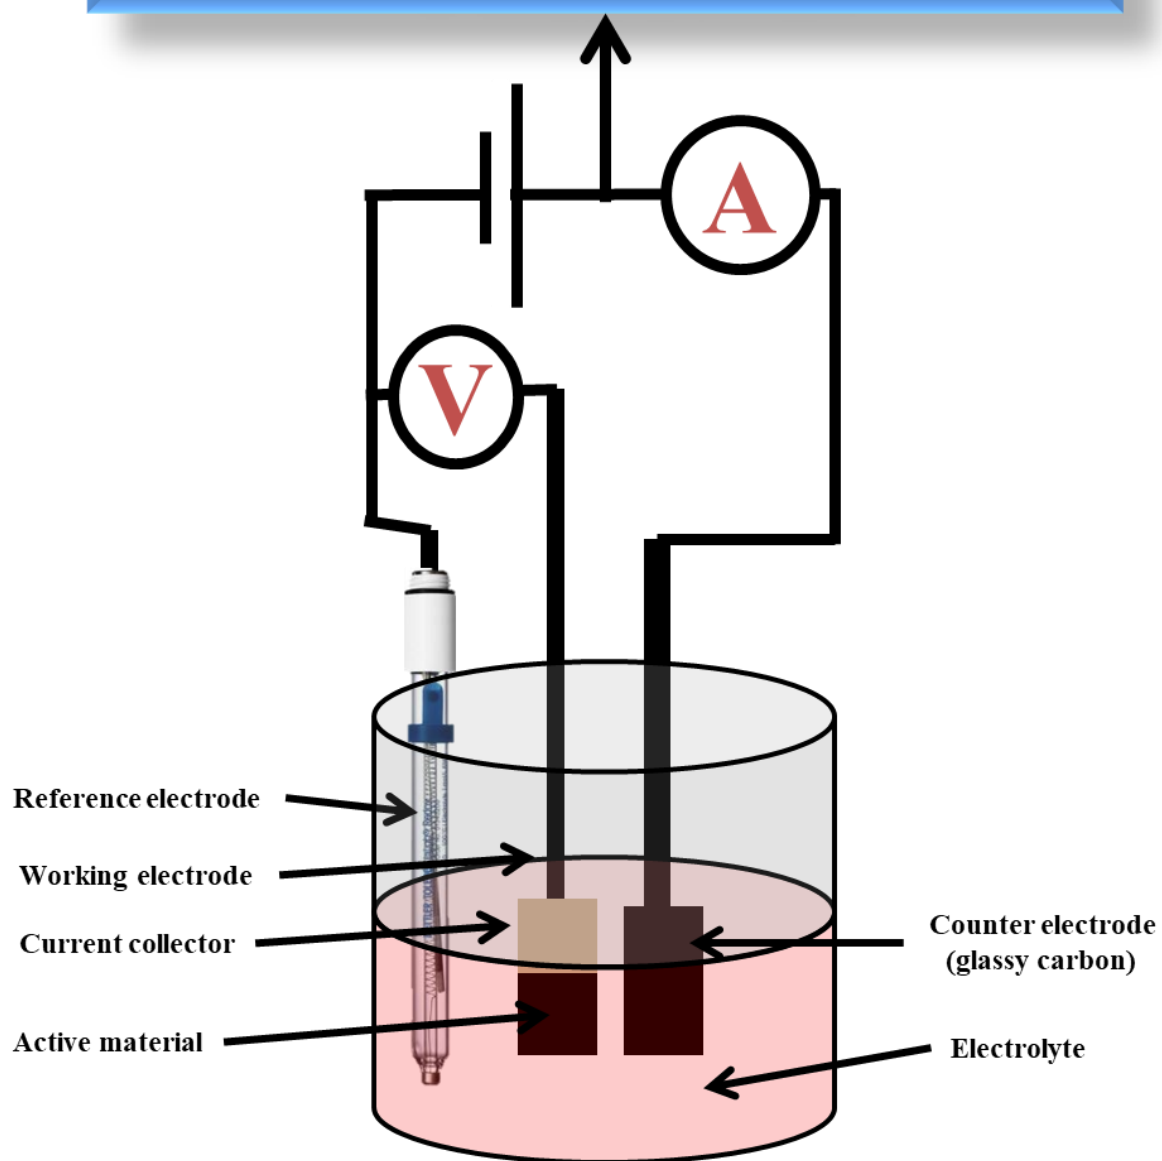 A
V
Reference electrode
Working electrode
Current collector
Active material
Counter electrode
(glassy carbon)
Electrolyte